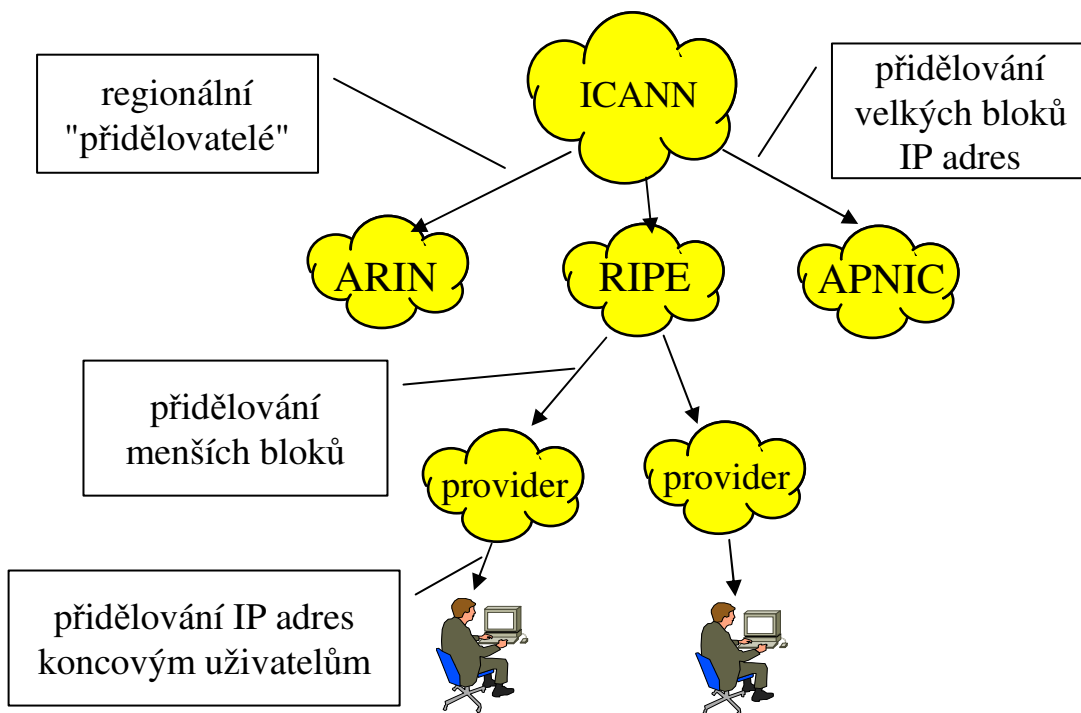 regionální
"přidělovatelé"
ICANN
přidělování
velkých bloků
IP adres
ARIN
RIPE
APNIC
přidělování
menších bloků
provider
provider
přidělování IP adres
koncovým uživatelům